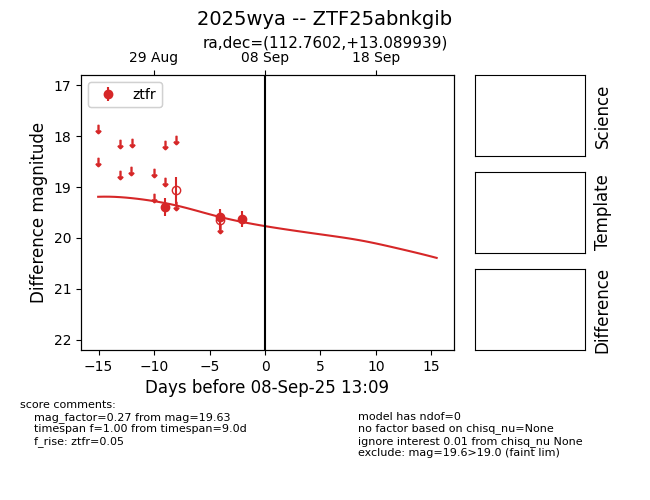 2025wya -- ZTF25abnkgib
ra,dec=(112.7602,+13.089939)
29 Aug 08 Sep 18 Sep
ztfr
17
18
19
20
21
22
Difference magnitude
−15 −10 −5 0 5 10 15
Days before 08-Sep-25 13:09
Science
Template
Difference
score comments:
mag_factor=0.27 from mag=19.63
timespan f=1.00 from timespan=9.0d
f_rise: ztfr=0.05
model has ndof=0
no factor based on chisq_nu=None
ignore interest 0.01 from chisq_nu None
exclude: mag=19.6>19.0 (faint lim)